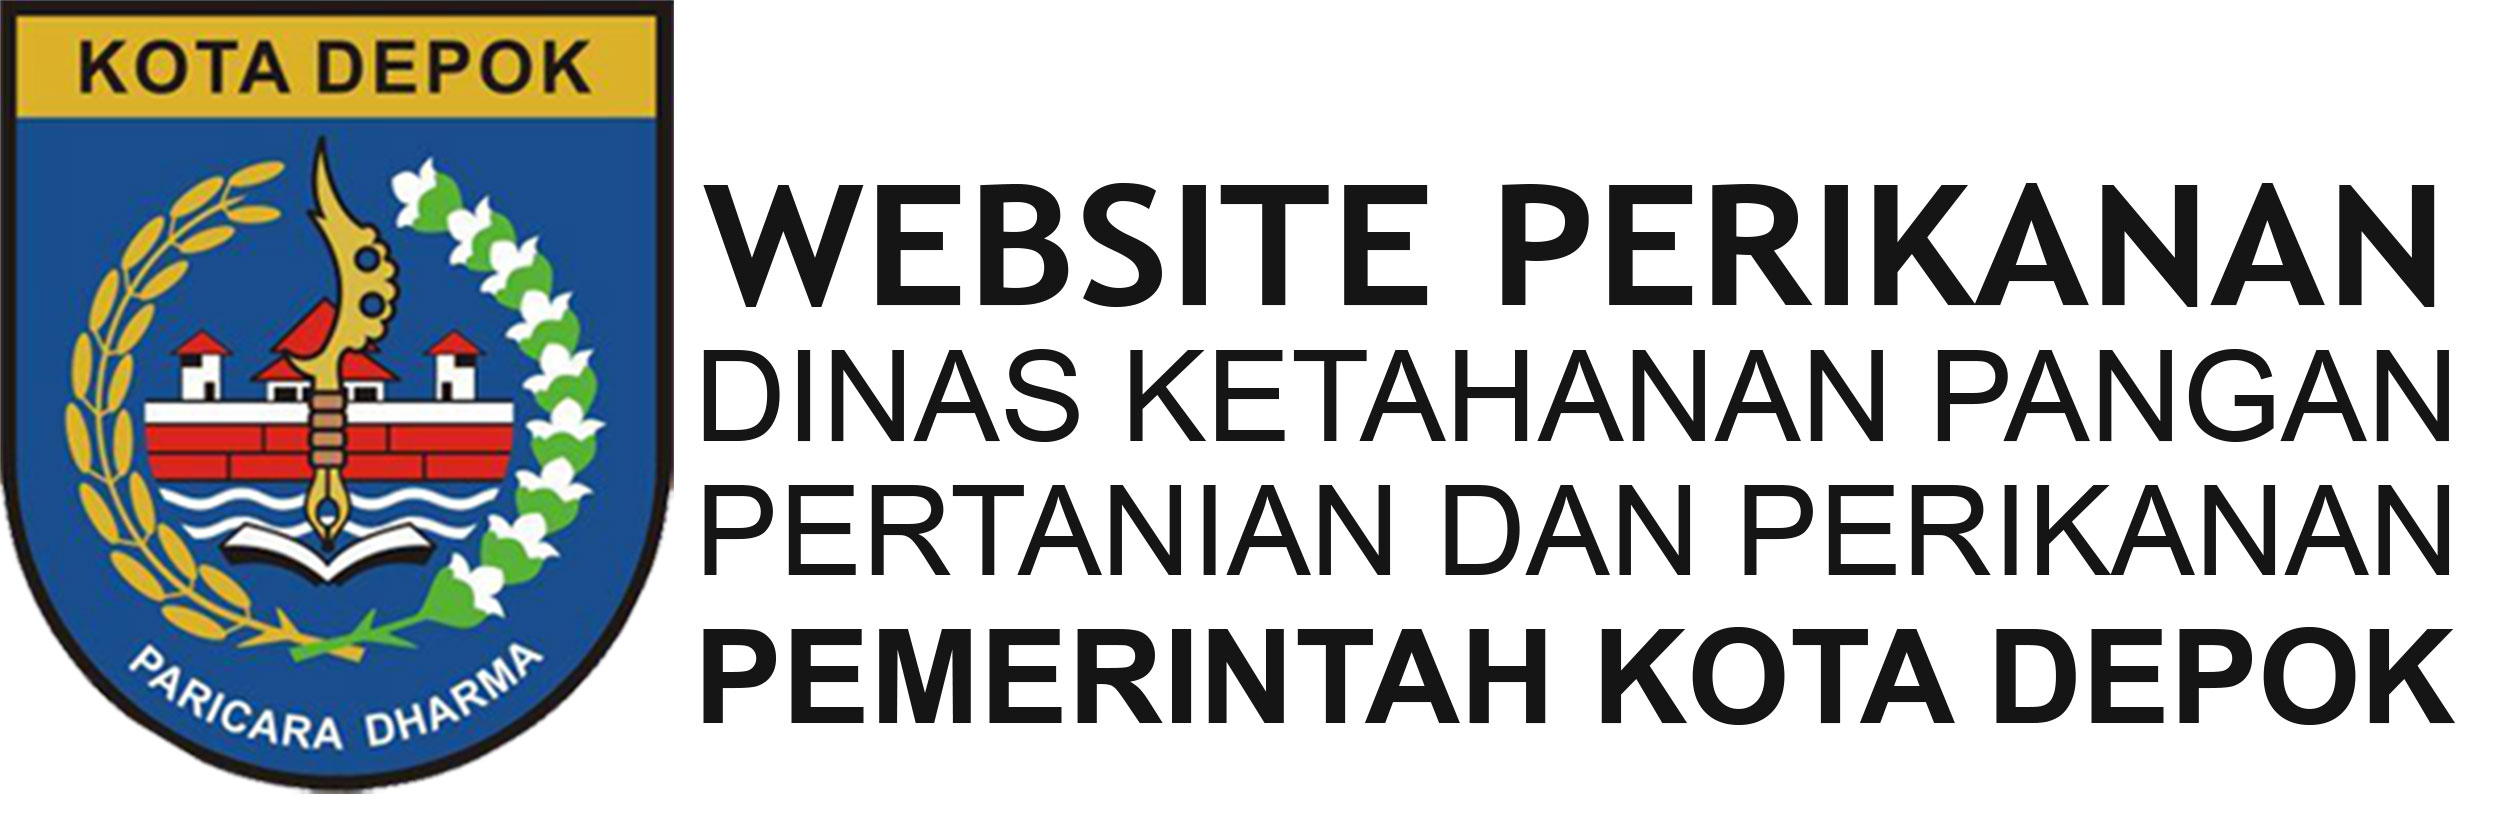 KOTA DEPOK
PARICARA DHARMA
WEBSITE PERIKANAN
DINAS KETAHANAN PANGAN
PERTANIAN DAN PERIKANAN
PEMERINTAH KOTA DEPOK